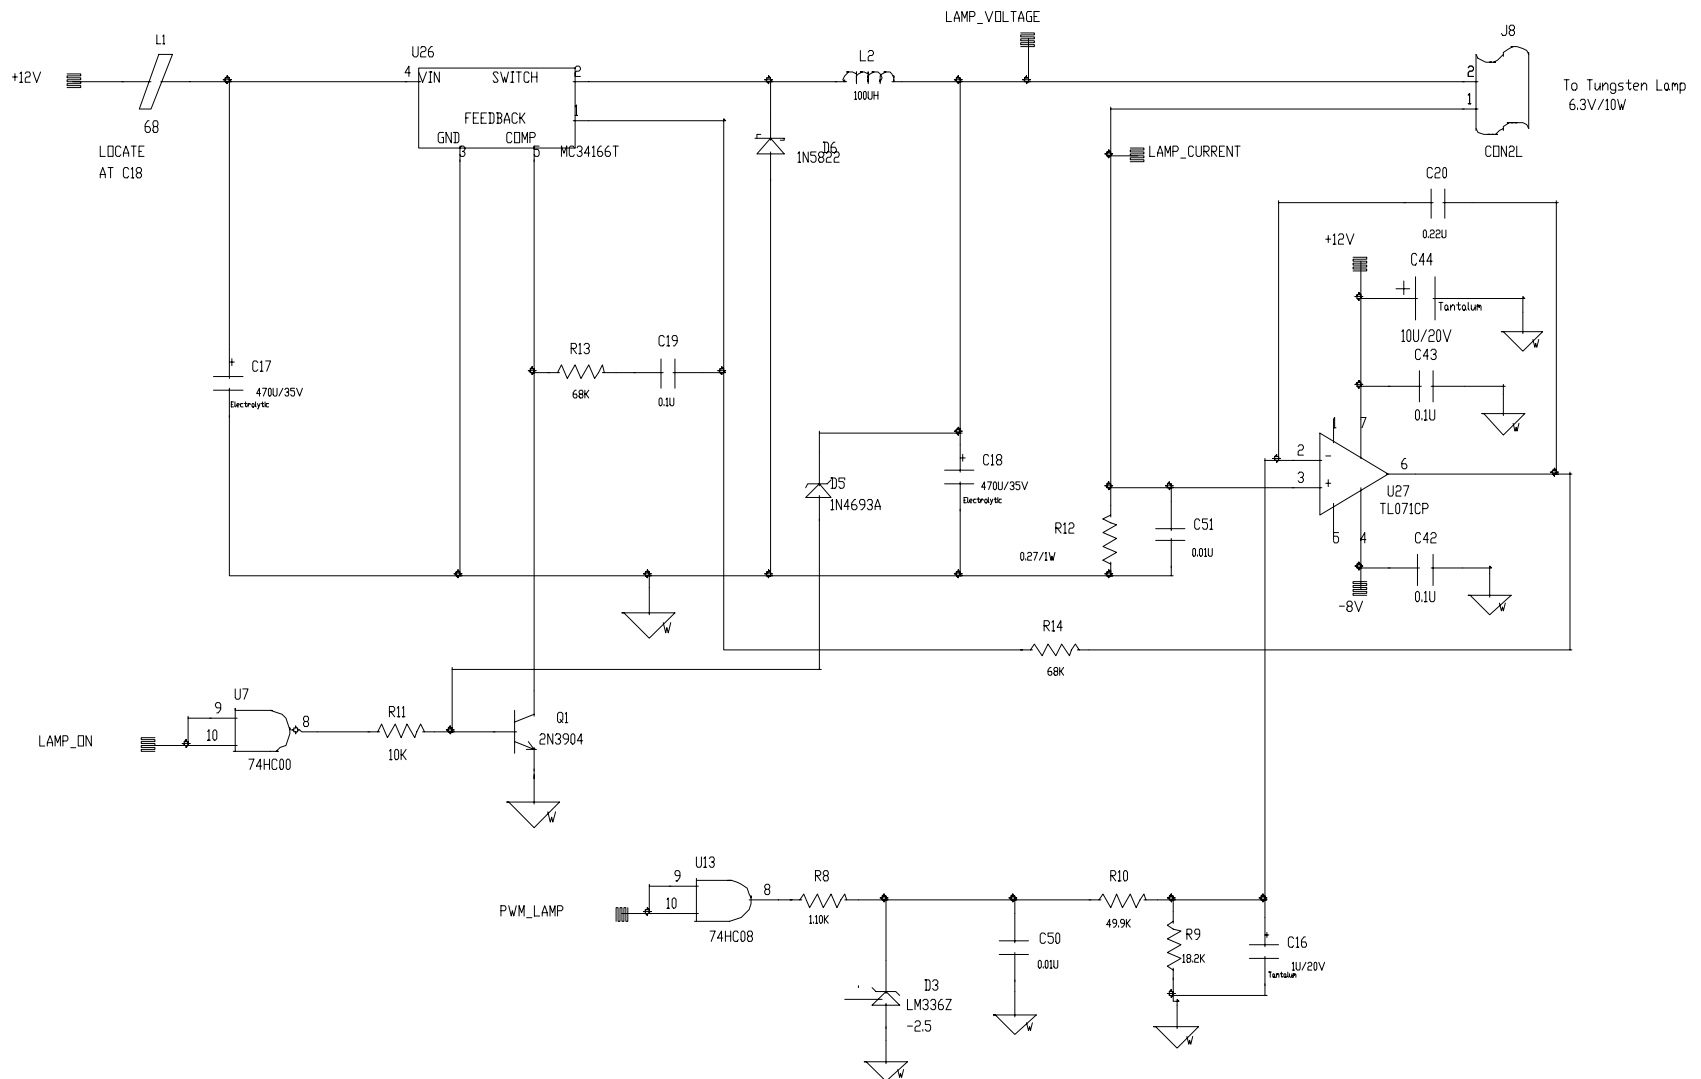 LAMP_VOLTAGE
L1
68
LOCATE
AT C18
+12V
U26
4
VIN
SWITCH
2
FEEDBACK
1
GND
COMP
3
5
MC34166T
L2
100UH
D6
1N5822
J8
2
1
CON2L
To Tungsten Lamp
6.3V/10W
LAMP_CURRENT
C20
0.22U
+12V
C44
+
Tantalum
10U/20V
W
C43
0.1U
W
+
C17
470U/35V
Electrolytic
R13
68K
C19
0.1U
D5
1N4693A
+
C18
470U/35V
Electrolytic
R12
0.27/1W
C51
0.01U
1
7
2
-
3
+
6
U27
TL071CP
5
4
C42
0.1U
-8V
W
W
R14
68K
U7
9
10
8
74HC00
LAMP_ON
R11
10K
Q1
2N3904
W
U13
9
10
8
74HC08
PWM_LAMP
R8
1.10K
R10
49.9K
C50
0.01U
W
R9
18.2K
+
C16
1U/20V
Tantalum
W
D3
LM336Z
-2.5
W